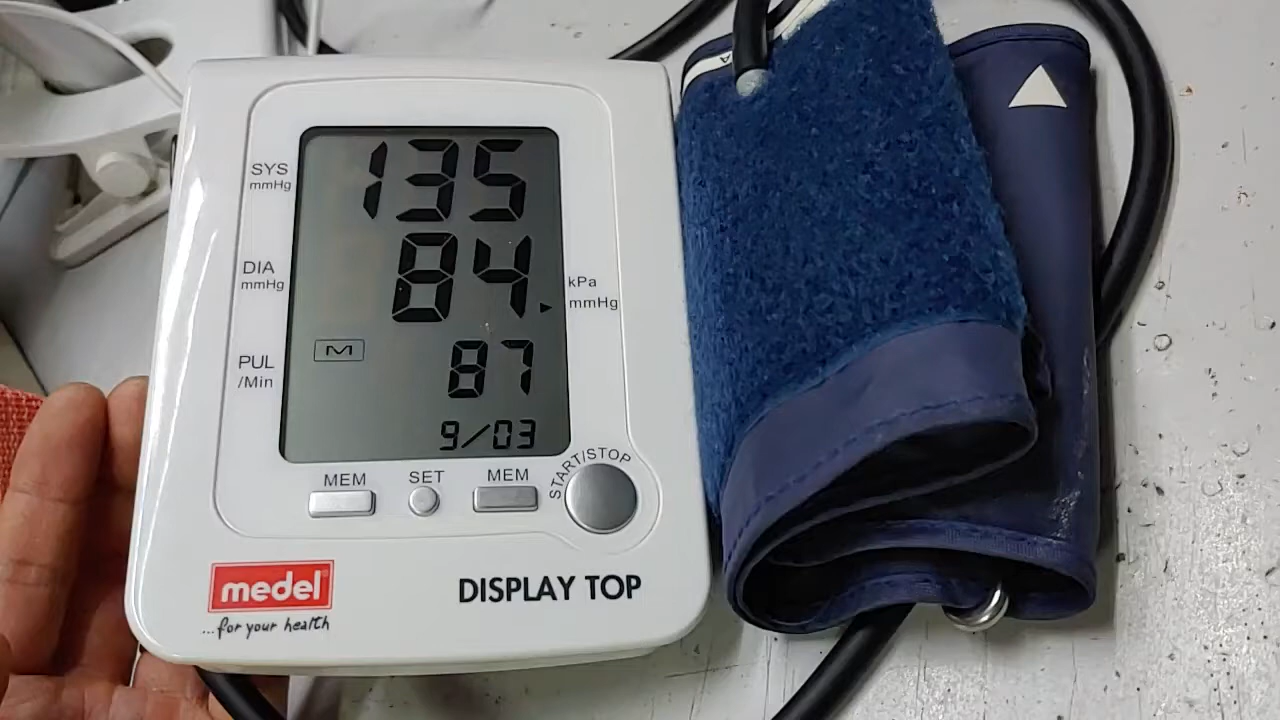 SYS
mmHg
135
DIA
mmHg
84
kPa
mmHg
PUL
/Min
M
87
9/03
MEM
SET
MEM
START/STOP
medel
...for your health
DISPLAY TOP